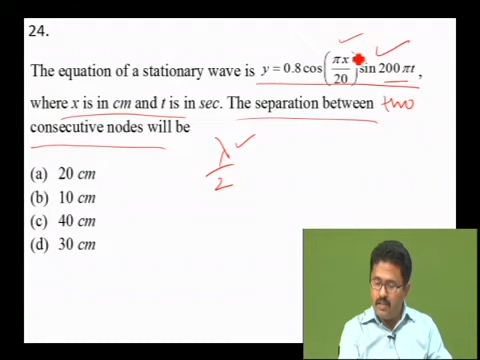 24.
The equation of a stationary wave is y = 0.8 cos(πx/20) sin 200 πt,
where x is in cm and t is in sec. The separation between two
consecutive nodes will be
λ/2
(a) 20 cm
(b) 10 cm
(c) 40 cm
(d) 30 cm